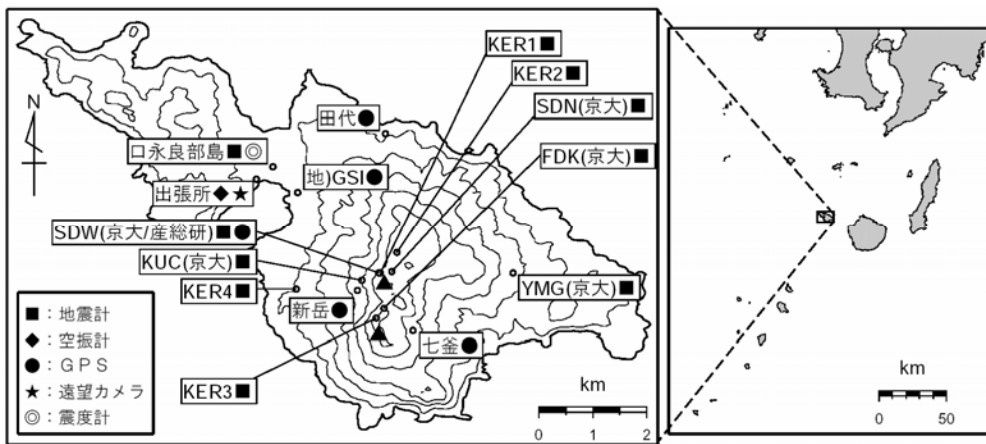 KER1■
KER2■
SDN(京大)■
FDK(京大)■
N
田代●
口永良部島■◎
地)GSI●
出張所◆★
SDW(京大/産総研)■●
KUC(京大)■
KER4■
新岳●
YMG(京大)■
七釜●
KER3■
■：地震計
◆：空振計
●：ＧＰＳ
★：遠望カメラ
◎：震度計
km
0 1 2
km
0 50